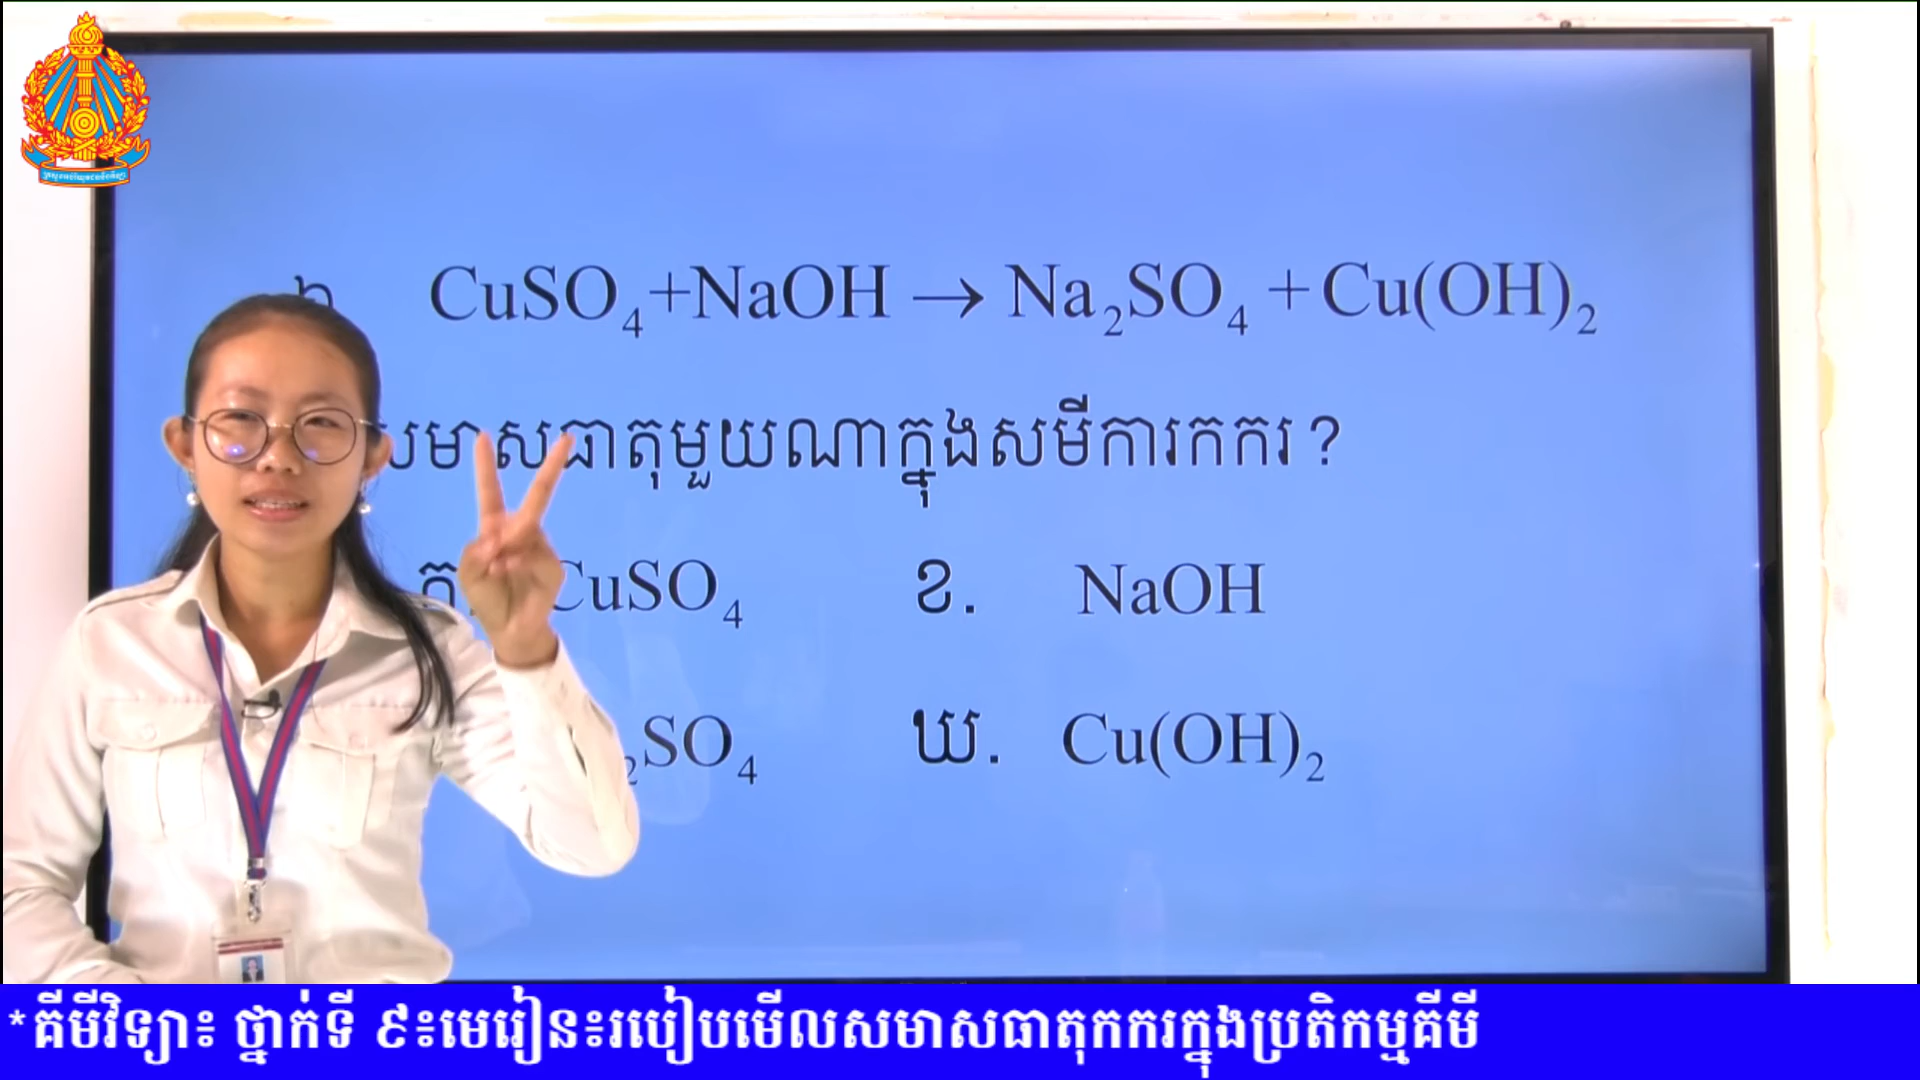 CuSO₄+NaOH → Na₂SO₄ + Cu(OH)₂
សមាសធាតុមួយណាក្នុងសមីការកករ ?
ក. CuSO₄ ខ. NaOH
₂SO₄ ឃ. Cu(OH)₂
*គីមីវិទ្យា៖ ថ្នាក់ទី ៩៖មេរៀន៖របៀបមើលសមាសធាតុកករក្នុងប្រតិកម្មគីមី